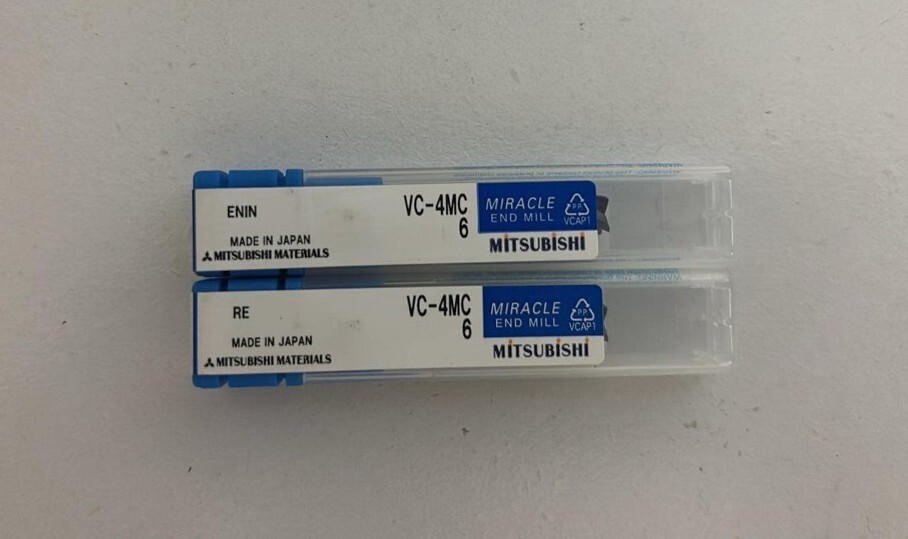 ENIN
VC-4MC
6
MIRACLE
END MILL
PP
VCAP1
MADE IN JAPAN
MITSUBISHI MATERIALS
MITSUBISHI
RE
VC-4MC
6
MIRACLE
END MILL
PP
VCAP1
MADE IN JAPAN
MITSUBISHI MATERIALS
MITSUBISHI